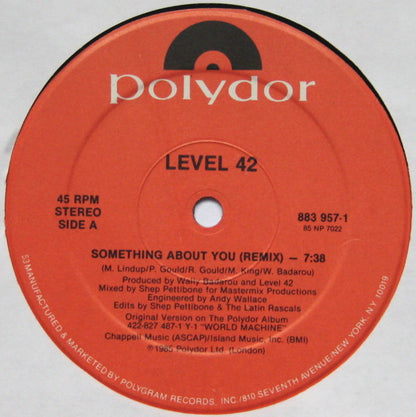 polydor
LEVEL 42
45 RPM
STEREO
SIDE A
883 957-1
85 NP 7022
SOMETHING ABOUT YOU (REMIX) — 7:38
(M. Lindup/P. Gould/R. Gould/M. King/W. Badarou)
Produced by Wally Badarou and Level 42
Mixed by Shep Pettibone for Mastermix Productions
Engineered by Andy Wallace
Edits by Shep Pettibone & The Latin Rascals
Original Version on The Polydor Album
422-827 487-1 Y-1 "WORLD MACHINE"
Chappell Music (ASCAP)/Island Music, Inc. (BMI)
℗1985 Polydor Ltd. (London)
53 MANUFACTURED & MARKETED BY POLYGRAM RECORDS, INC./810 SEVENTH AVENUE/NEW YORK, N.Y. 10019